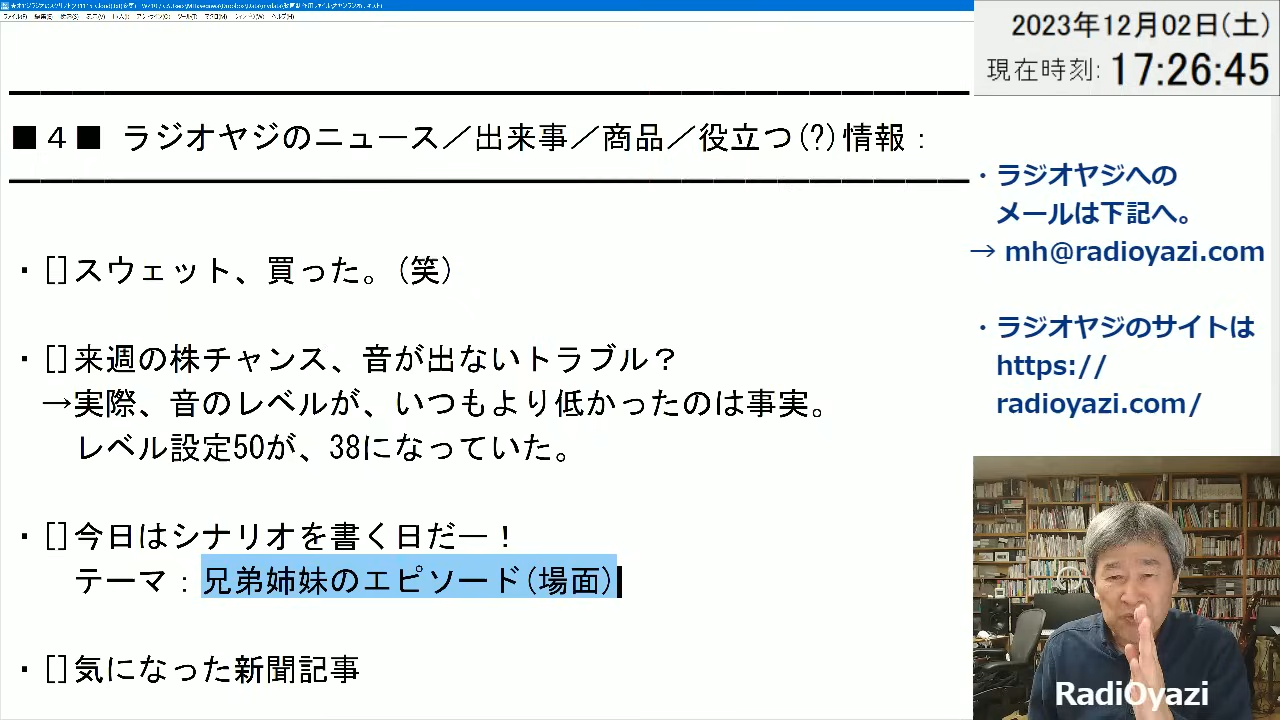 2023年12月02日(土)
現在時刻: 17:26:45
■４■ ラジオヤジのニュース／出来事／商品／役立つ(?)情報：
・[]スウェット、買った。(笑)
・[]来週の株チャンス、音が出ないトラブル？
→実際、音のレベルが、いつもより低かったのは事実。
レベル設定50が、38になっていた。
・[]今日はシナリオを書く日だー！
テーマ：兄弟姉妹のエピソード(場面)
・[]気になった新聞記事
・ラジオヤジへの
メールは下記へ。
→ mh@radioyazi.com
・ラジオヤジのサイトは
https://
radioyazi.com/
RadiOyazi